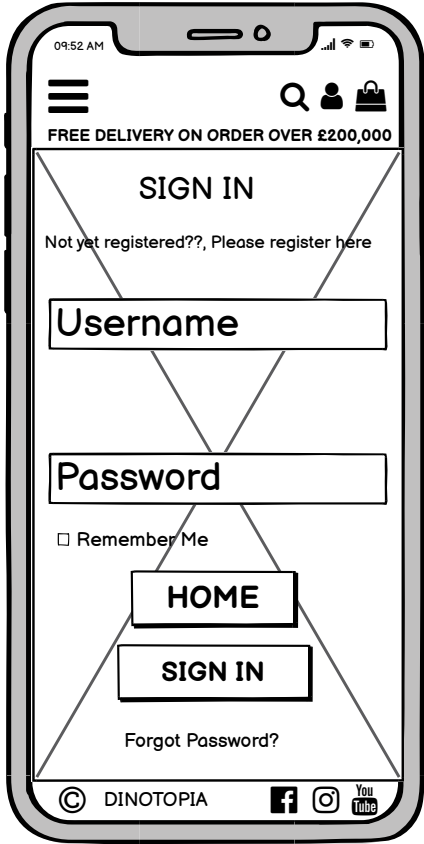 09:52 AM
FREE DELIVERY ON ORDER OVER £200,000
SIGN IN
Not yet registered??, Please register here
Username
Password
Remember Me
HOME
SIGN IN
Forgot Password?
© DINOTOPIA
You
Tube